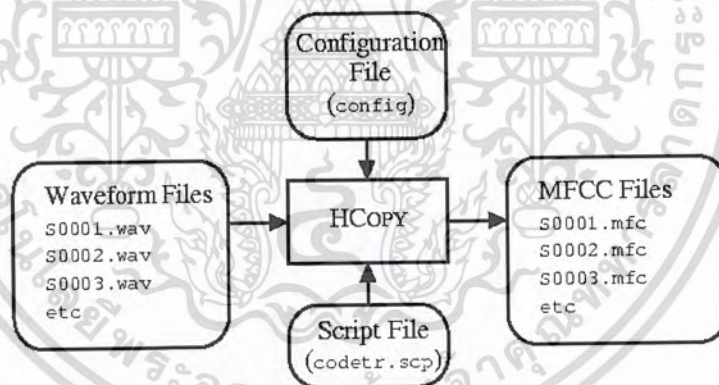 Configuration
File
(config)
Waveform Files
S0001.wav
S0002.wav
S0003.wav
etc
HCOPY
MFCC Files
S0001.mfc
S0002.mfc
S0003.mfc
etc
Script File
(codetr.scp)